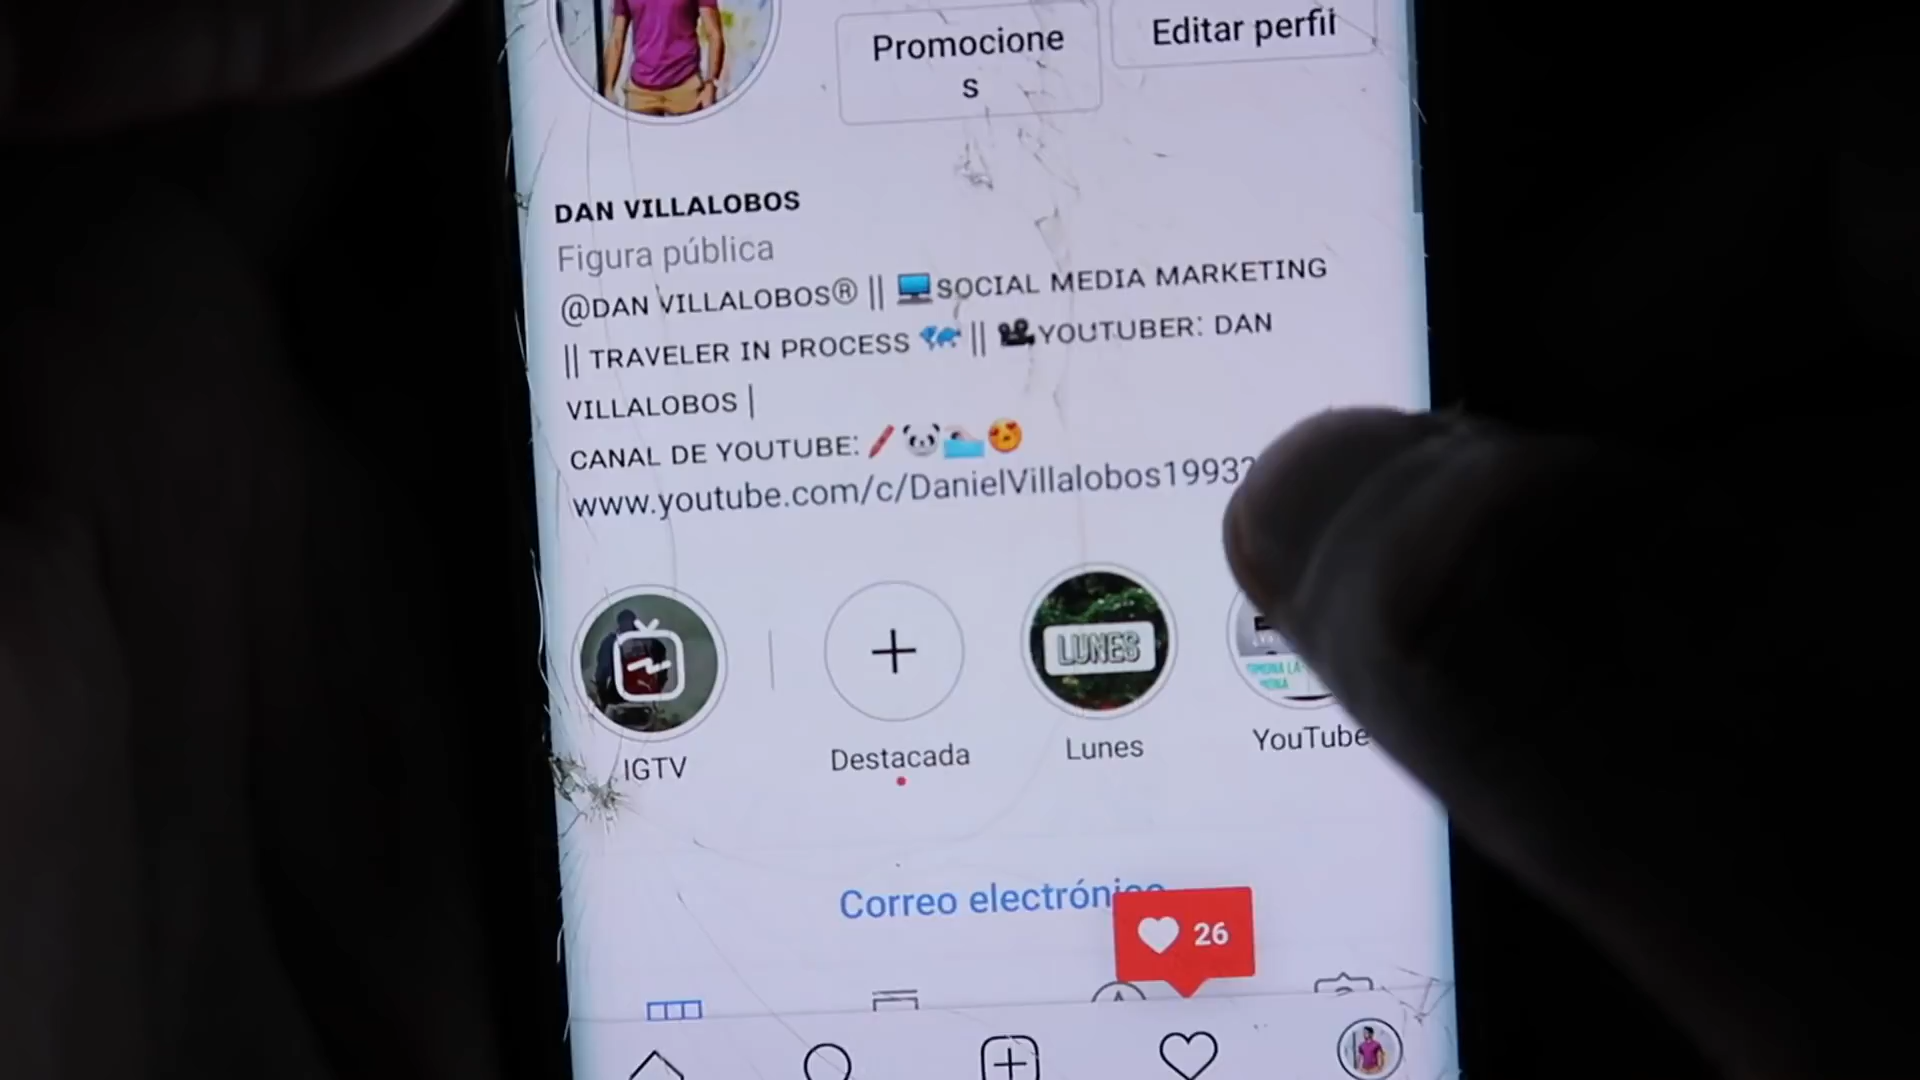 Promocione
s
Editar perfil
DAN VILLALOBOS
Figura pública
@DAN VILLALOBOS® || SOCIAL MEDIA MARKETING
|| TRAVELER IN PROCESS || YOUTUBER: DAN
VILLALOBOS |
CANAL DE YOUTUBE:
www.youtube.com/c/DanielVillalobos1993?
LUNES
IGTV
Destacada
Lunes
YouTube
Correo electrónico
26